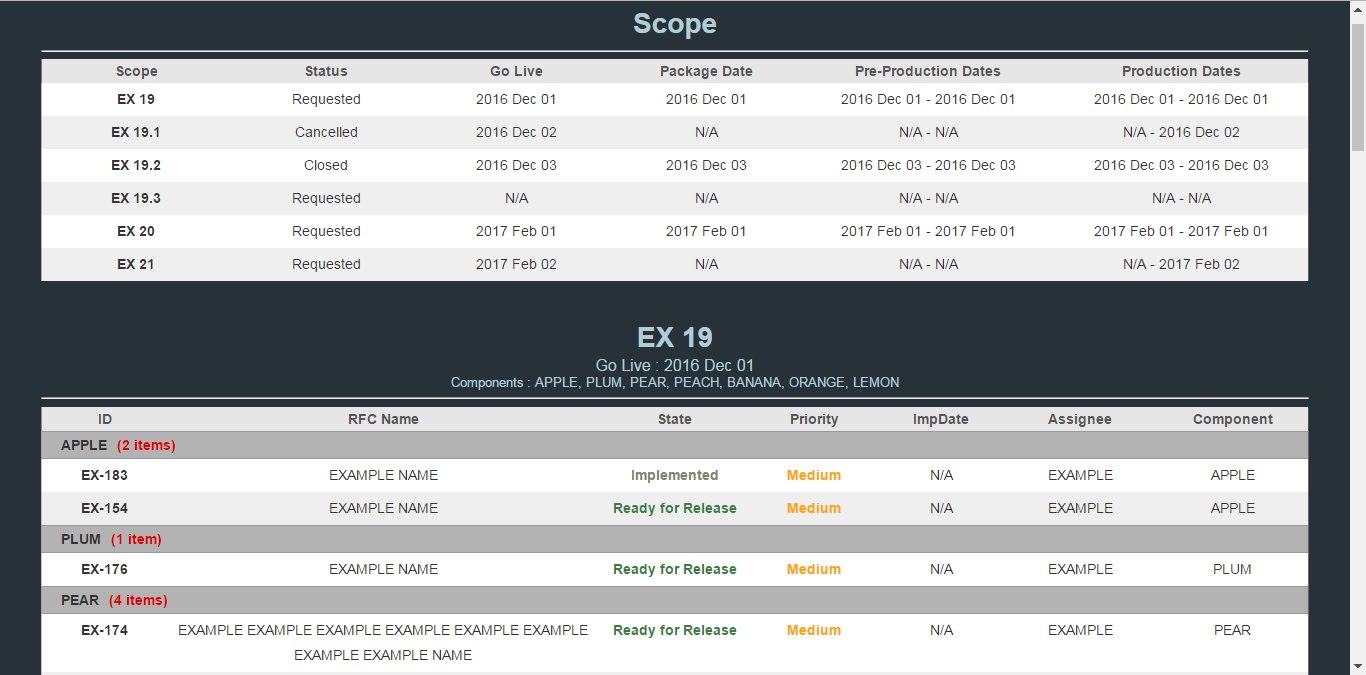 Scope
Scope Status Go Live Package Date Pre-Production Dates Production Dates
EX 19 Requested 2016 Dec 01 2016 Dec 01 2016 Dec 01 - 2016 Dec 01 2016 Dec 01 - 2016 Dec 01
EX 19.1 Cancelled 2016 Dec 02 N/A N/A - N/A N/A - 2016 Dec 02
EX 19.2 Closed 2016 Dec 03 2016 Dec 03 2016 Dec 03 - 2016 Dec 03 2016 Dec 03 - 2016 Dec 03
EX 19.3 Requested N/A N/A N/A - N/A N/A - N/A
EX 20 Requested 2017 Feb 01 2017 Feb 01 2017 Feb 01 - 2017 Feb 01 2017 Feb 01 - 2017 Feb 01
EX 21 Requested 2017 Feb 02 N/A N/A - N/A N/A - 2017 Feb 02
EX 19
Go Live : 2016 Dec 01
Components : APPLE, PLUM, PEAR, PEACH, BANANA, ORANGE, LEMON
ID RFC Name State Priority ImpDate Assignee Component
APPLE (2 items)
EX-183 EXAMPLE NAME Implemented Medium N/A EXAMPLE APPLE
EX-154 EXAMPLE NAME Ready for Release Medium N/A EXAMPLE APPLE
PLUM (1 item)
EX-176 EXAMPLE NAME Ready for Release Medium N/A EXAMPLE PLUM
PEAR (4 items)
EX-174 EXAMPLE EXAMPLE EXAMPLE EXAMPLE EXAMPLE EXAMPLE Ready for Release Medium N/A EXAMPLE PEAR
EXAMPLE EXAMPLE NAME